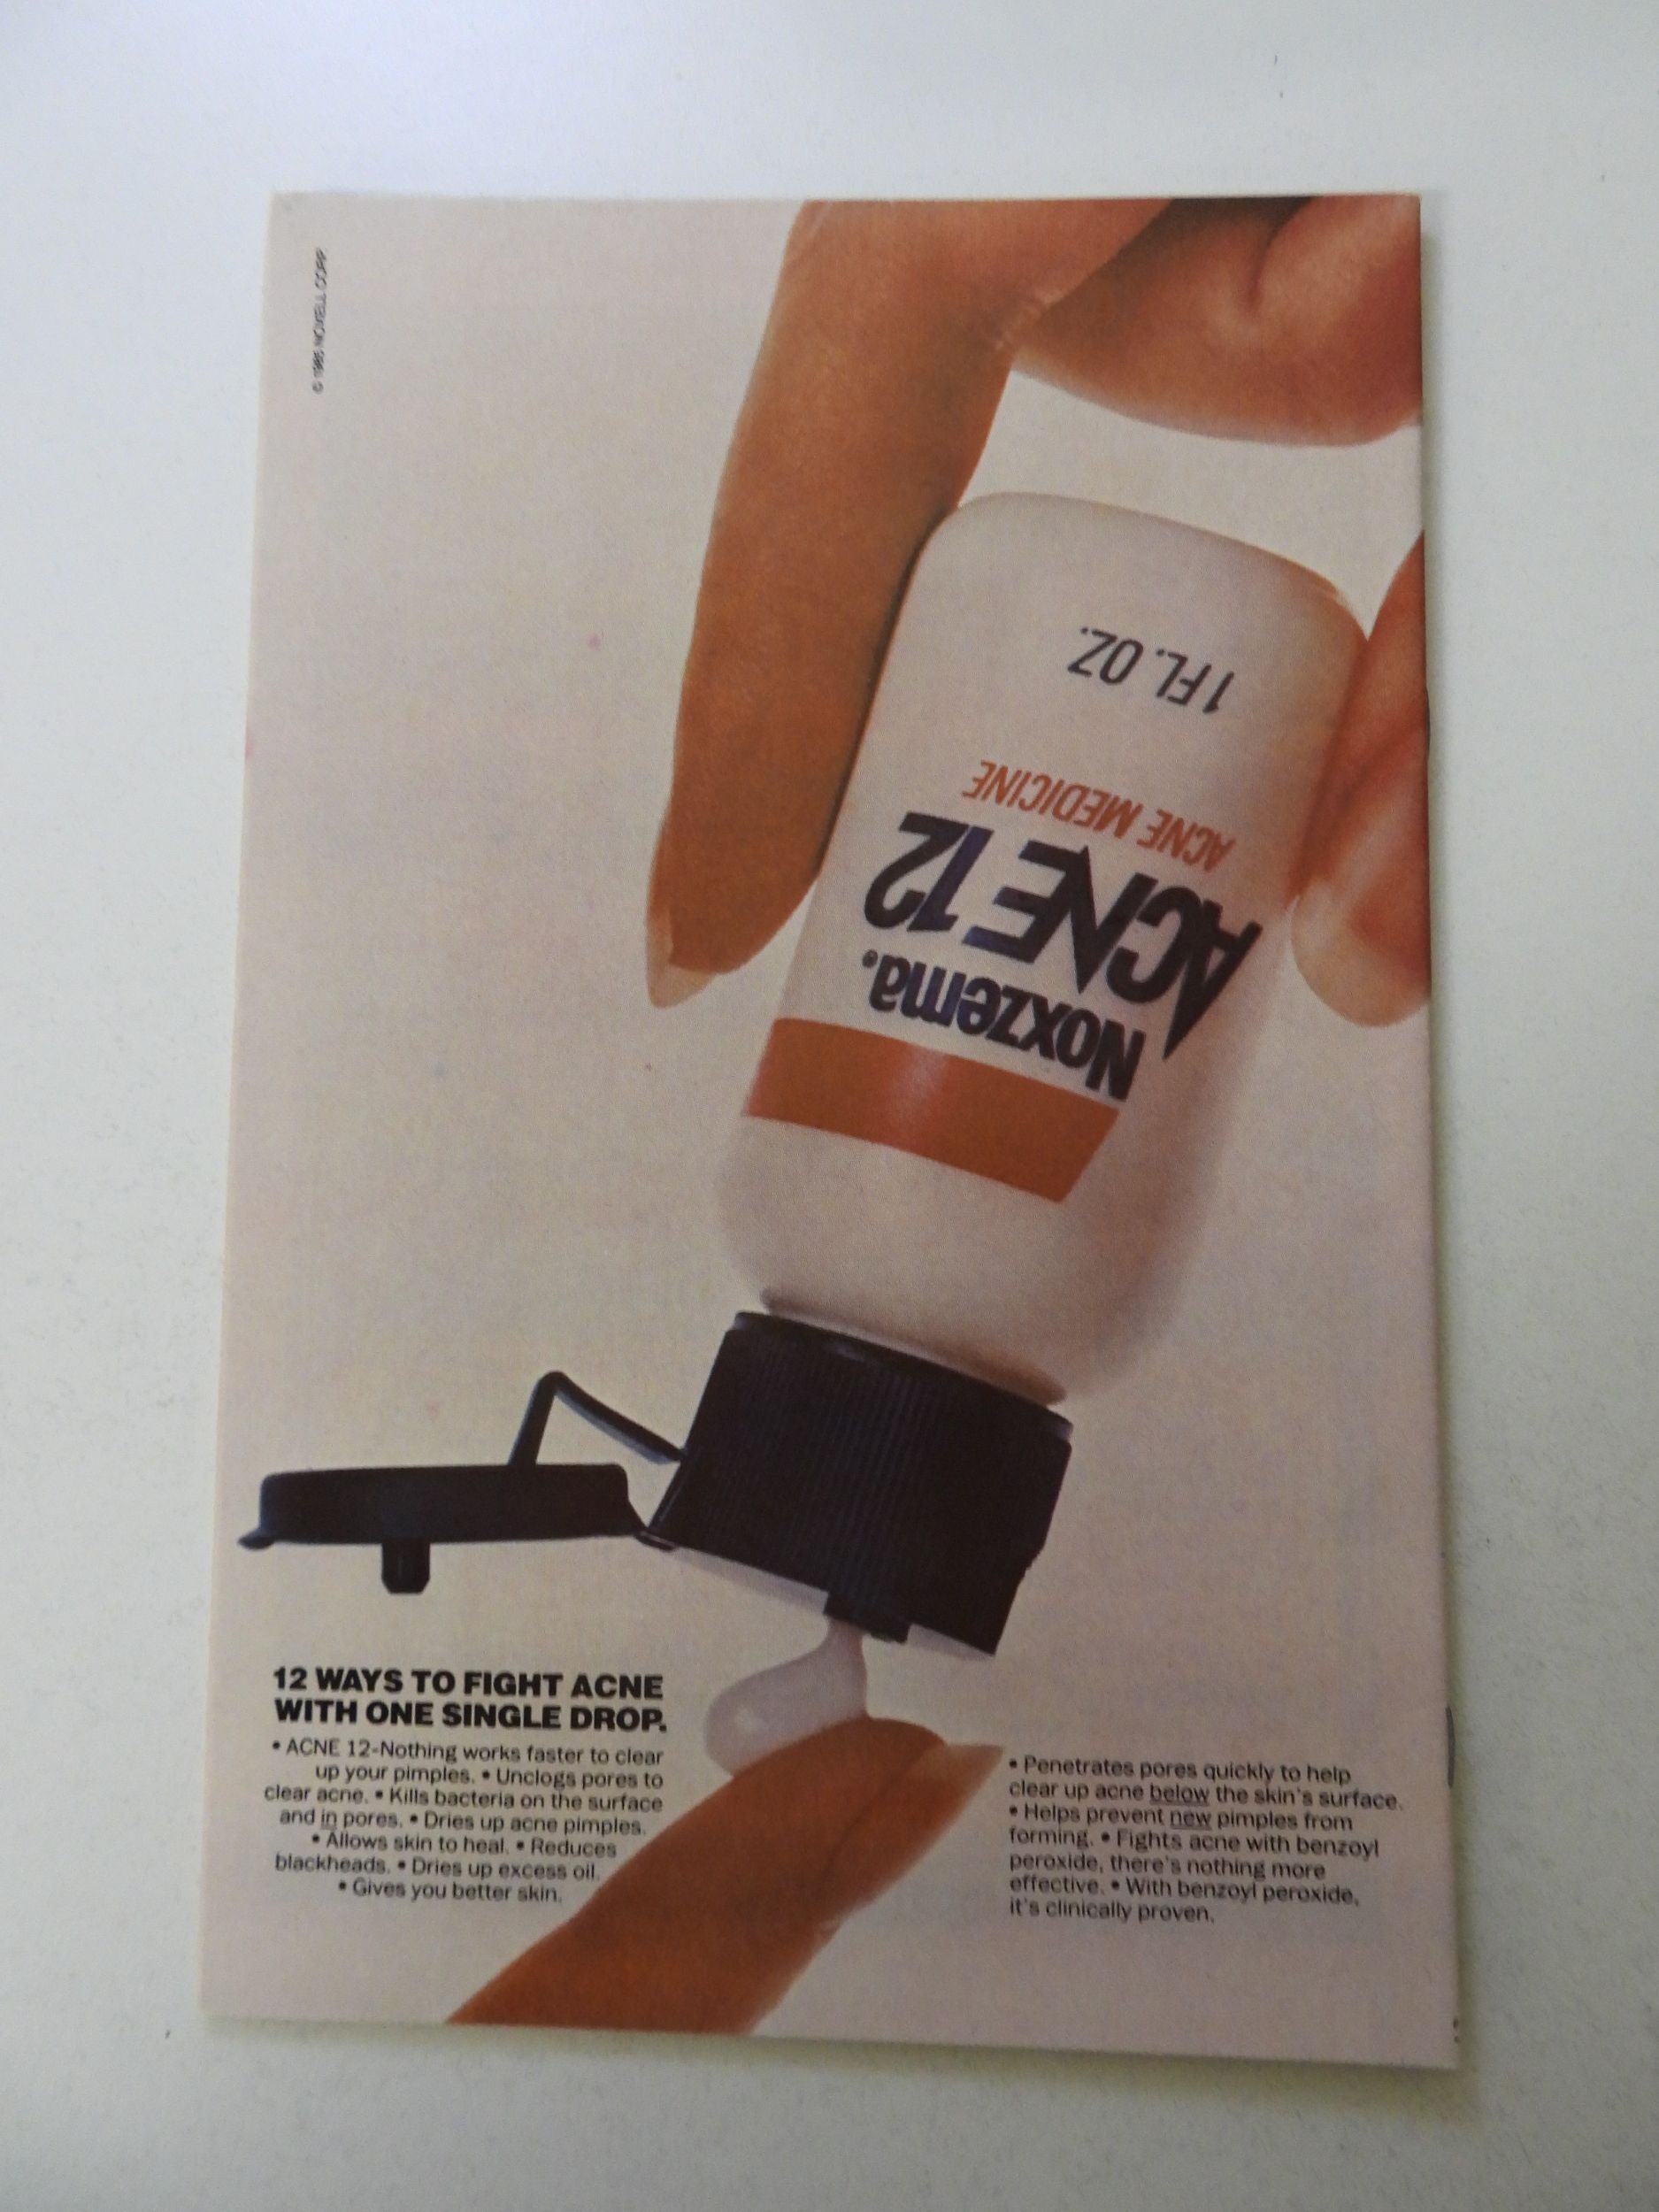 © 1985 NOXELL CORP.
1 FL. OZ.
ACNE MEDICINE
ACNE 12
Noxzema®
12 WAYS TO FIGHT ACNE
WITH ONE SINGLE DROP.
• ACNE 12-Nothing works faster to clear
up your pimples. • Unclogs pores to
clear acne. • Kills bacteria on the surface
and in pores. • Dries up acne pimples.
• Allows skin to heal. • Reduces
blackheads. • Dries up excess oil.
• Gives you better skin.
• Penetrates pores quickly to help
clear up acne below the skin's surface.
• Helps prevent new pimples from
forming. • Fights acne with benzoyl
peroxide, there's nothing more
effective. • With benzoyl peroxide,
it's clinically proven.